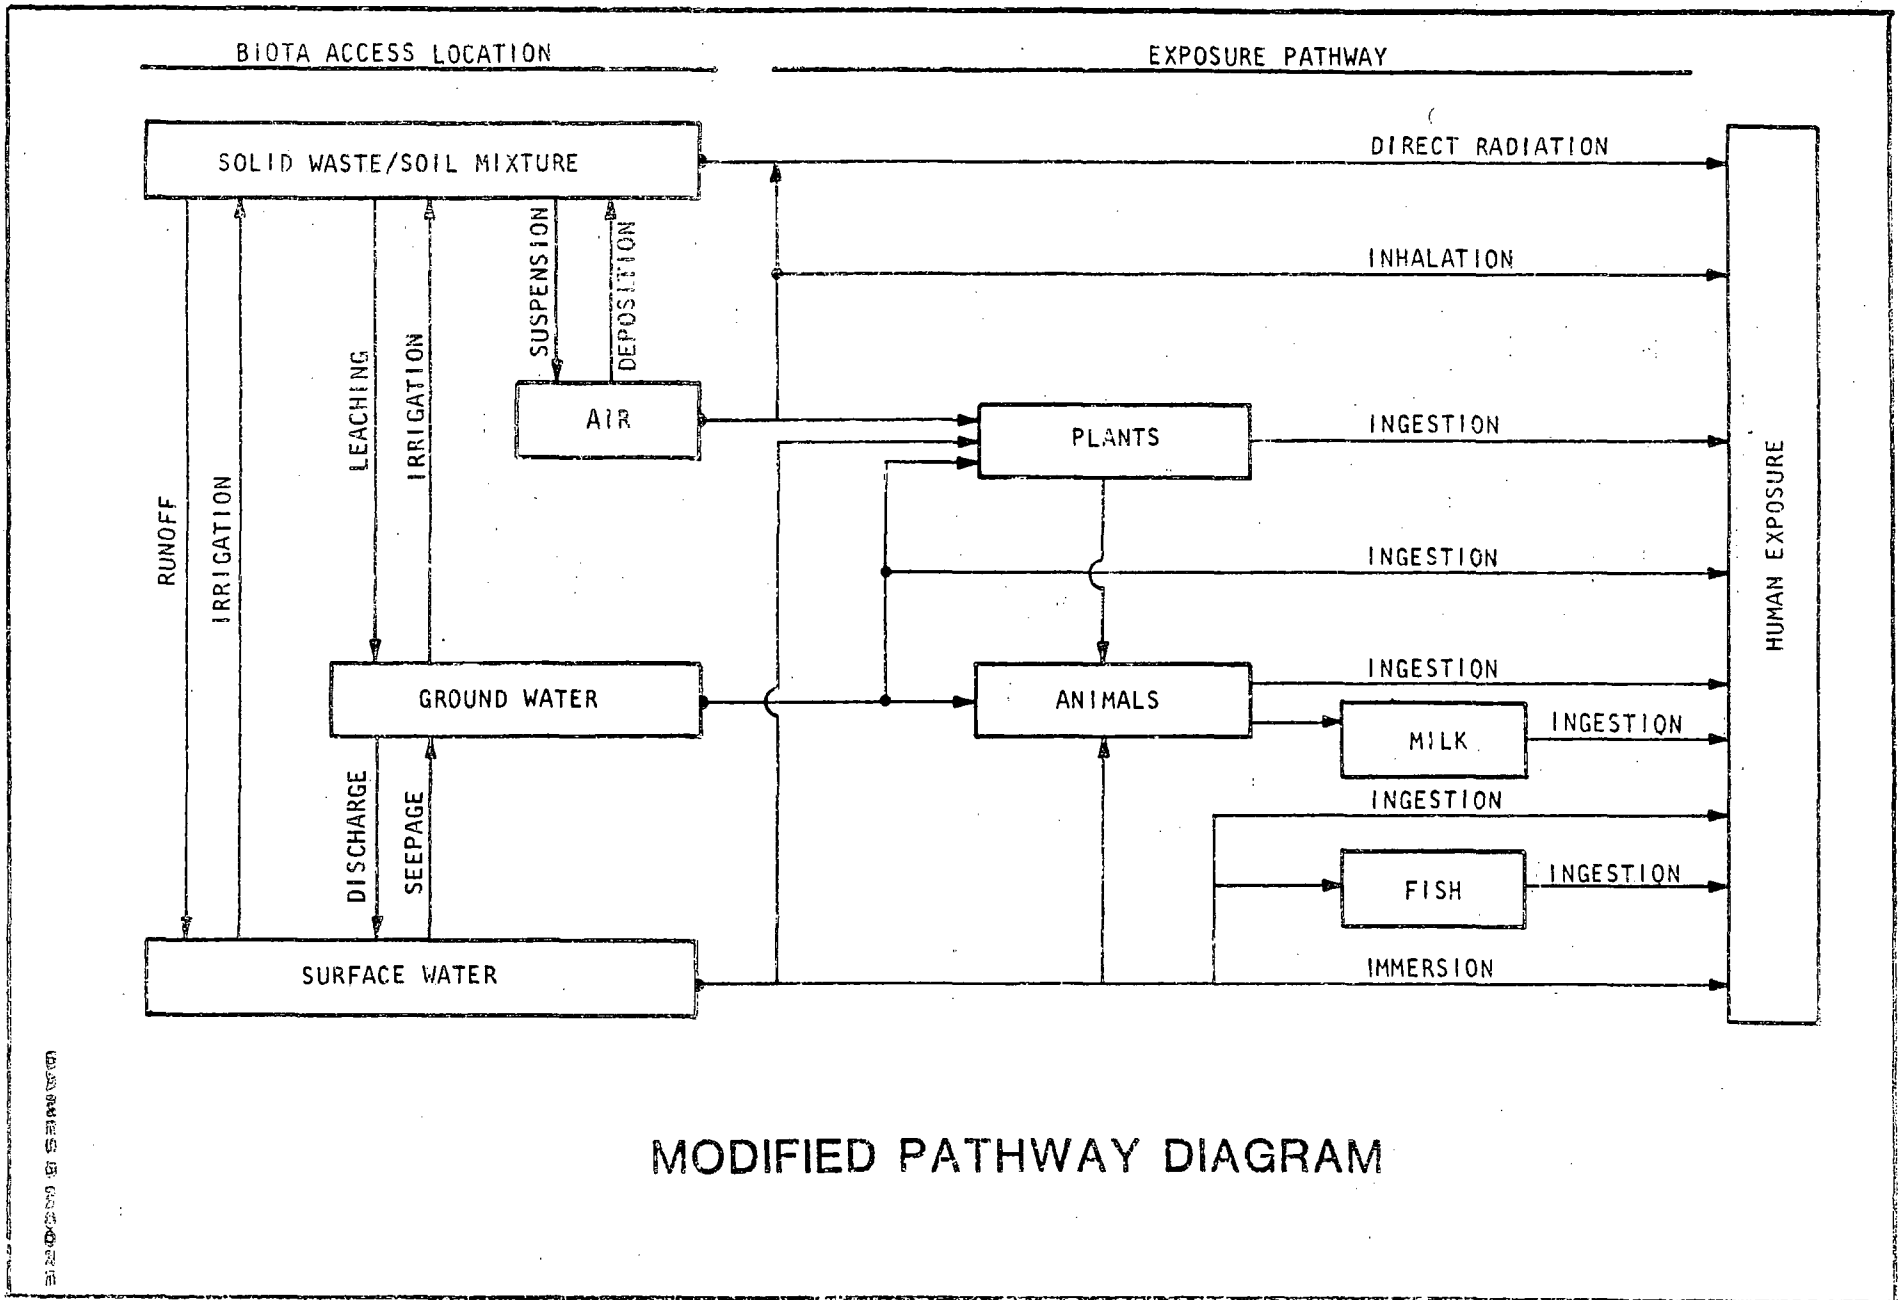 BIOTA ACCESS LOCATION
EXPOSURE PATHWAY
SOLID WASTE/SOIL MIXTURE
DIRECT RADIATION
INHALATION
SUSPENSION
DEPOSITION
AIR
PLANTS
INGESTION
LEACHING
IRRIGATION
RUNOFF
IRRIGATION
INGESTION
HUMAN EXPOSURE
GROUND WATER
ANIMALS
INGESTION
MILK
INGESTION
DISCHARGE
SEEPAGE
INGESTION
FISH
INGESTION
SURFACE WATER
IMMERSION
MODIFIED PATHWAY DIAGRAM